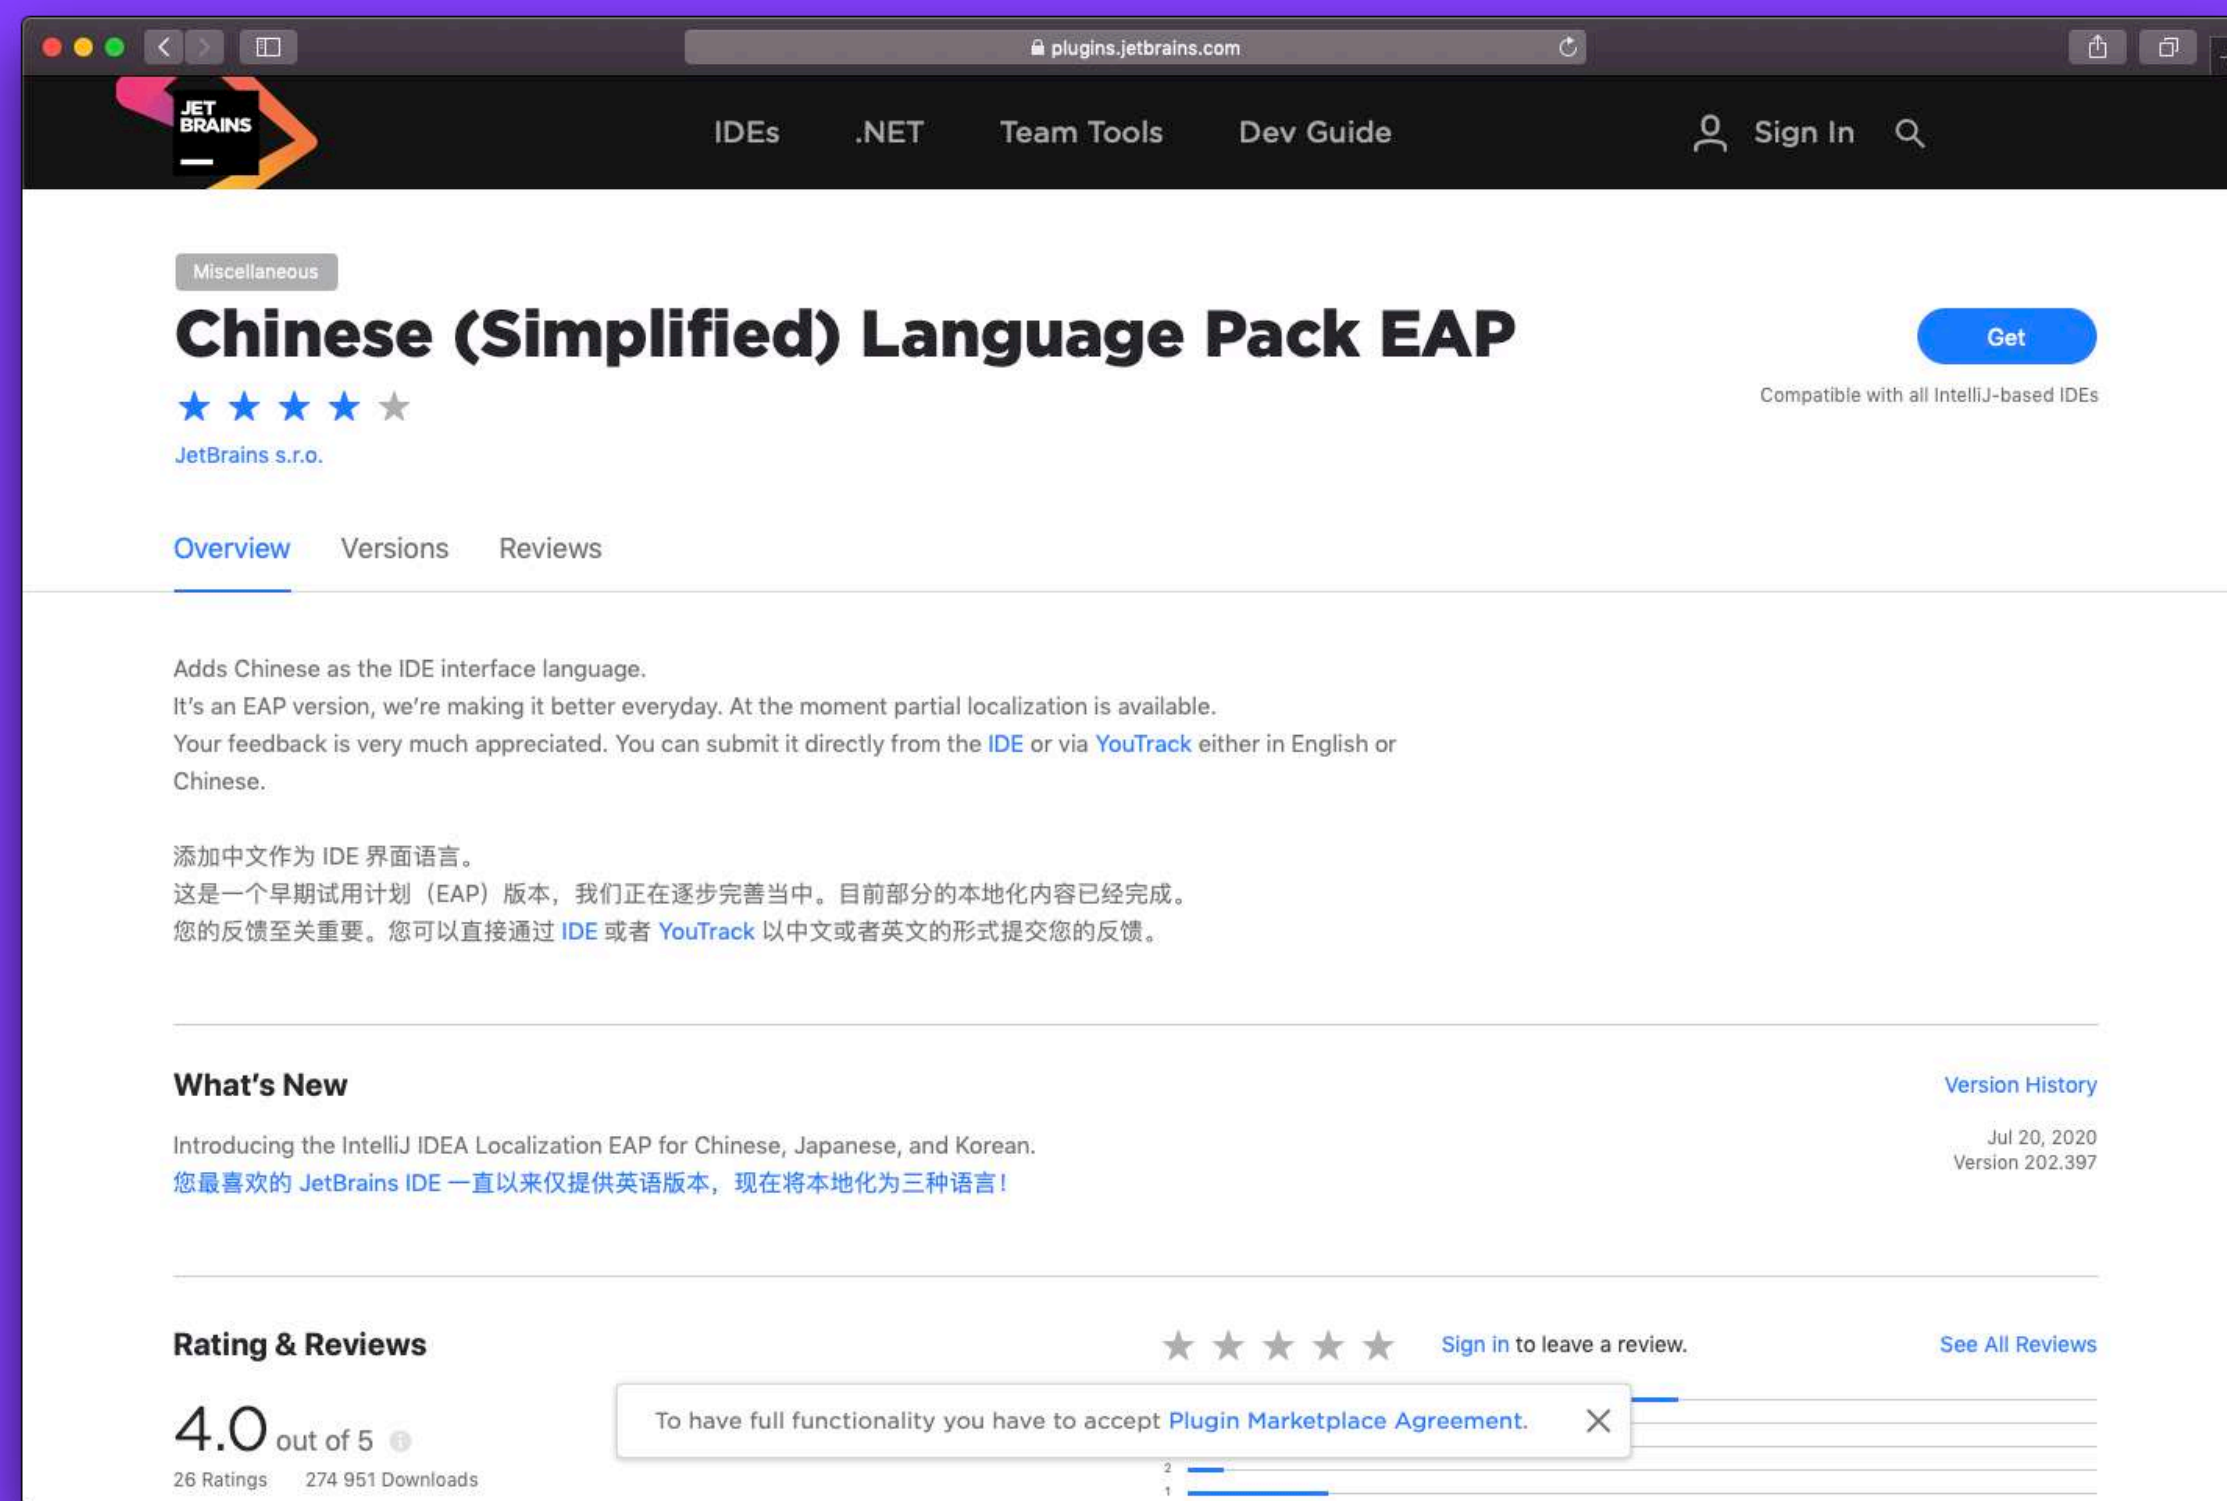 plugins.jetbrains.com
JET
BRAINS
IDEs .NET Team Tools Dev Guide Sign In
Miscellaneous
Chinese (Simplified) Language Pack EAP
Get
Compatible with all IntelliJ-based IDEs
JetBrains s.r.o.
Overview Versions Reviews
Adds Chinese as the IDE interface language.
It's an EAP version, we're making it better everyday. At the moment partial localization is available.
Your feedback is very much appreciated. You can submit it directly from the IDE or via YouTrack either in English or
Chinese.
添加中文作为 IDE 界面语言。
这是一个早期试用计划（EAP）版本，我们正在逐步完善当中。目前部分的本地化内容已经完成。
您的反馈至关重要。您可以直接通过 IDE 或者 YouTrack 以中文或者英文的形式提交您的反馈。
What's New
Version History
Introducing the IntelliJ IDEA Localization EAP for Chinese, Japanese, and Korean.
Jul 20, 2020
您最喜欢的 JetBrains IDE 一直以来仅提供英语版本，现在将本地化为三种语言！
Version 202.397
Rating & Reviews
Sign in to leave a review.
See All Reviews
4.0 out of 5
To have full functionality you have to accept Plugin Marketplace Agreement.
26 Ratings 274 951 Downloads
2
1